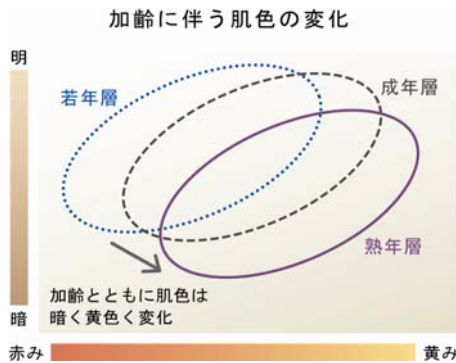 加齢に伴う肌色の変化
明
若年層
成年層
熟年層
加齢とともに肌色は
暗く黄色く変化
暗
赤み
黄み